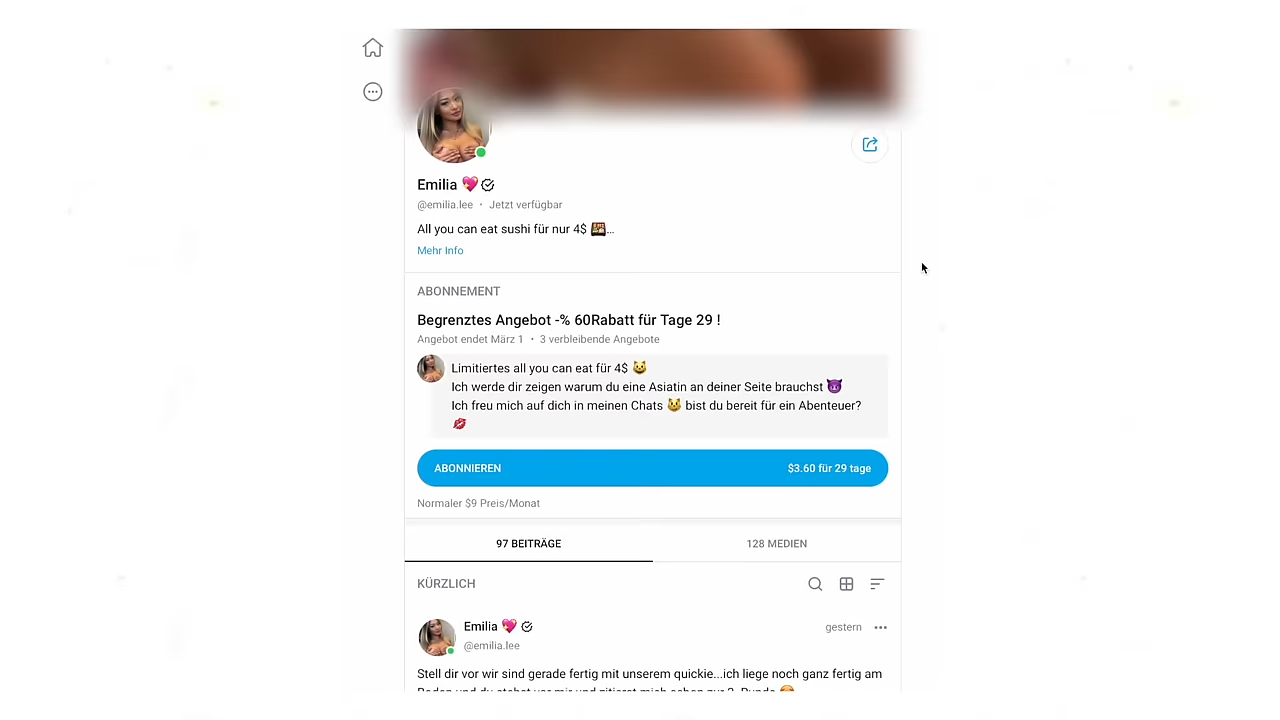 Emilia 💖
@emilia.lee · Jetzt verfügbar
All you can eat sushi für nur 4$ 🍱...
Mehr Info
ABONNEMENT
Begrenztes Angebot -% 60Rabatt für Tage 29 !
Angebot endet März 1 · 3 verbleibende Angebote
Limitiertes all you can eat für 4$ 😺
Ich werde dir zeigen warum du eine Asiatin an deiner Seite brauchst 😈
Ich freu mich auf dich in meinen Chats 😺 bist du bereit für ein Abenteuer?
💋
ABONNIEREN $3.60 für 29 tage
Normaler $9 Preis/Monat
97 BEITRÄGE 128 MEDIEN
KÜRZLICH
Emilia 💖 gestern
@emilia.lee
Stell dir vor wir sind gerade fertig mit unserem quickie...ich liege noch ganz fertig am